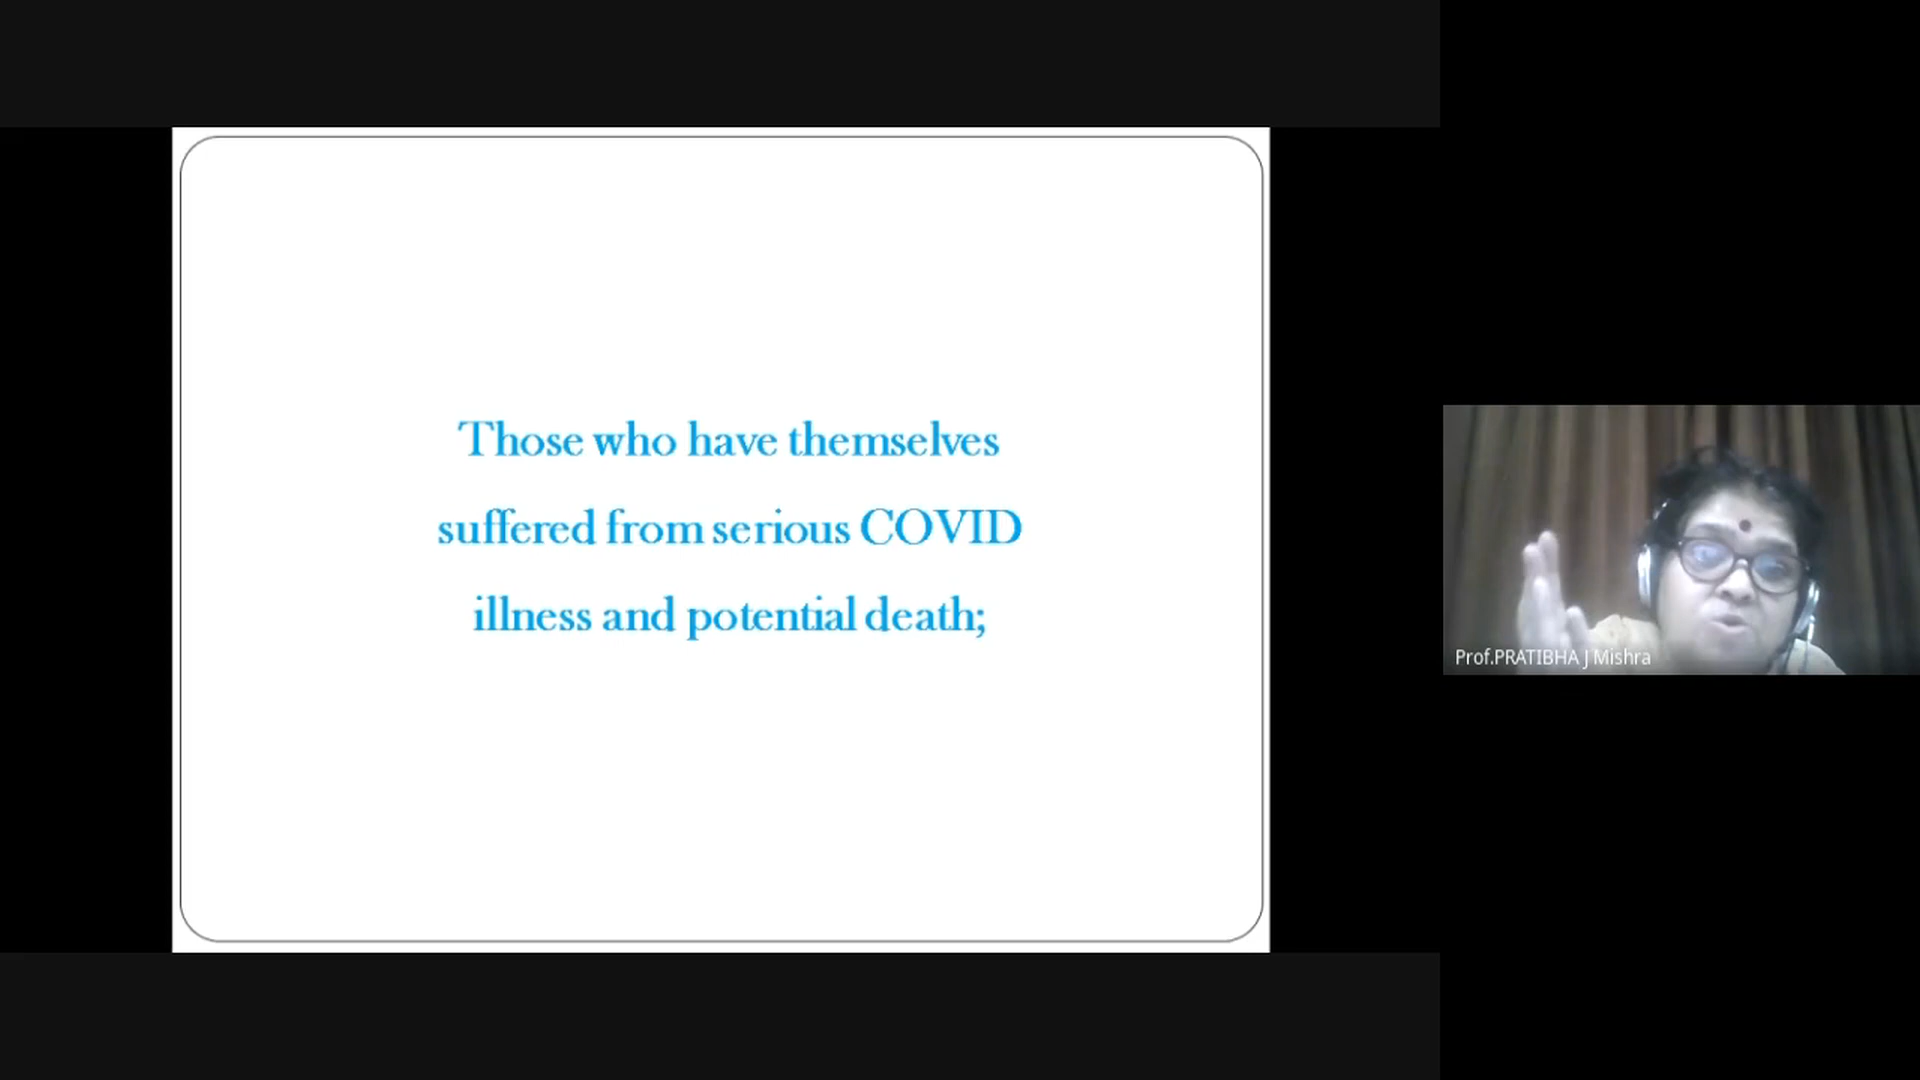 Those who have themselves
suffered from serious COVID
illness and potential death;
Prof.PRATIBHA J Mishra